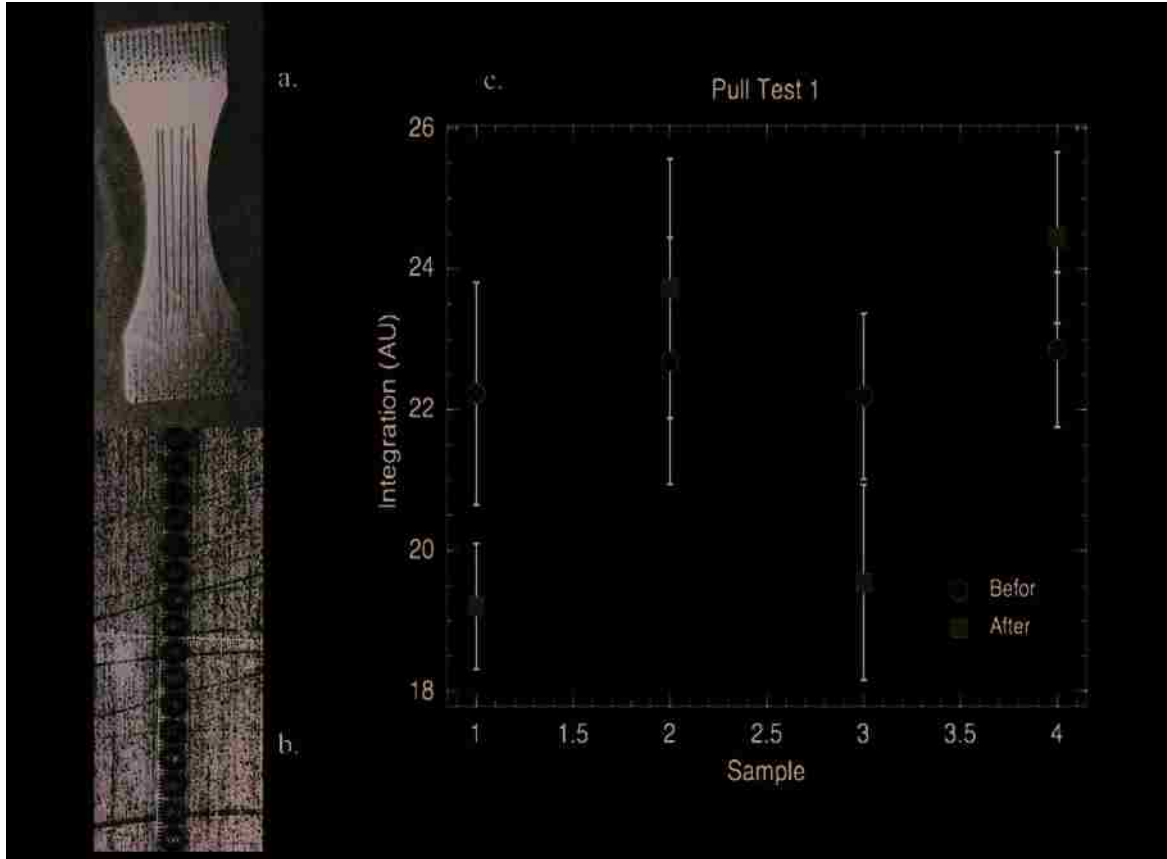 a.
b.
c.
Pull Test 1
Integration (AU)
26
24
22
20
18
1 1.5 2 2.5 3 3.5 4
Sample
Befor
After